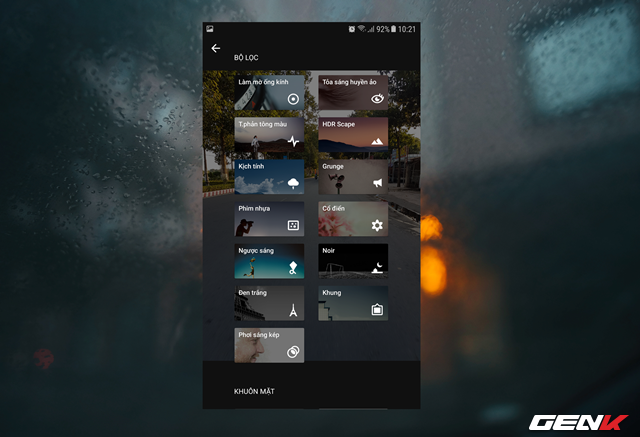 92% 10:21
BỘ LỌC
Làm mờ ống kính
Tỏa sáng huyền ảo
T.phản tông màu
HDR Scape
Kịch tính
Grunge
Phim nhựa
Cổ điển
Ngược sáng
Noir
Đen trắng
Khung
Phơi sáng kép
KHUÔN MẶT
GENK